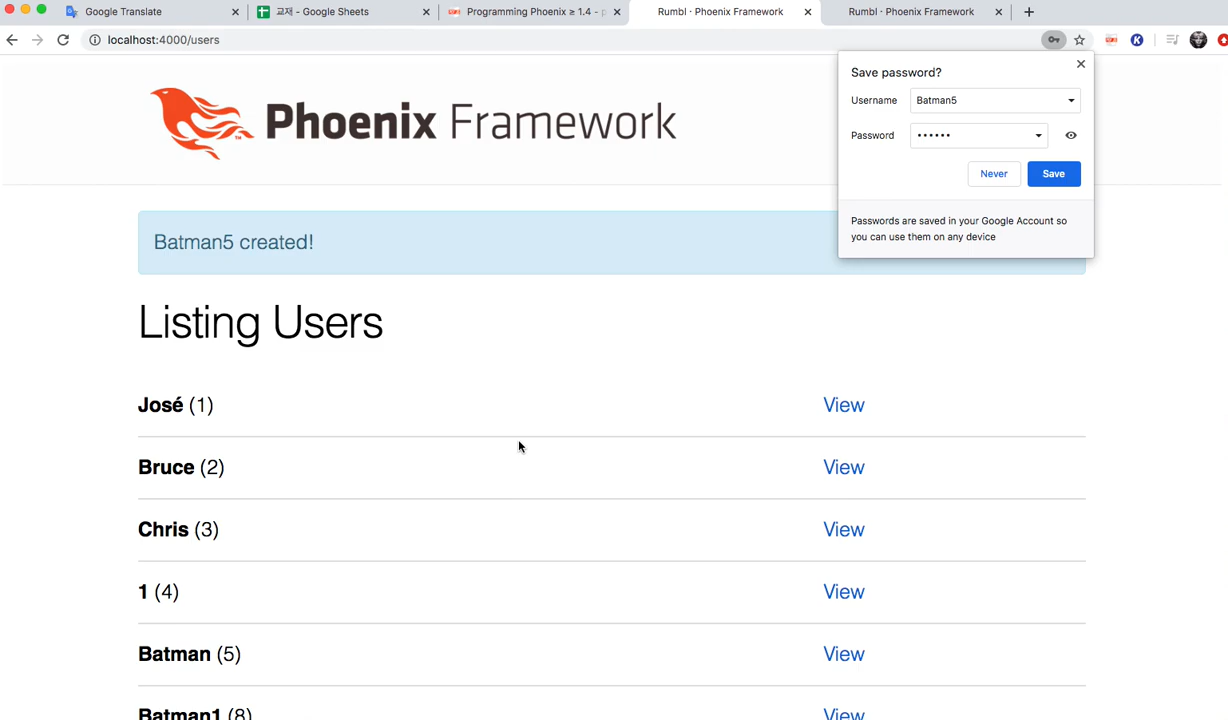 Google Translate
교재 - Google Sheets
Programming Phoenix ≥ 1.4 - p
Rumbl · Phoenix Framework
Rumbl · Phoenix Framework
localhost:4000/users
Save password?
Username Batman5
Password ••••••
Never Save
Passwords are saved in your Google Account so
you can use them on any device
Phoenix Framework
Batman5 created!
Listing Users
José (1) View
Bruce (2) View
Chris (3) View
1 (4) View
Batman (5) View
Batman1 (8) View